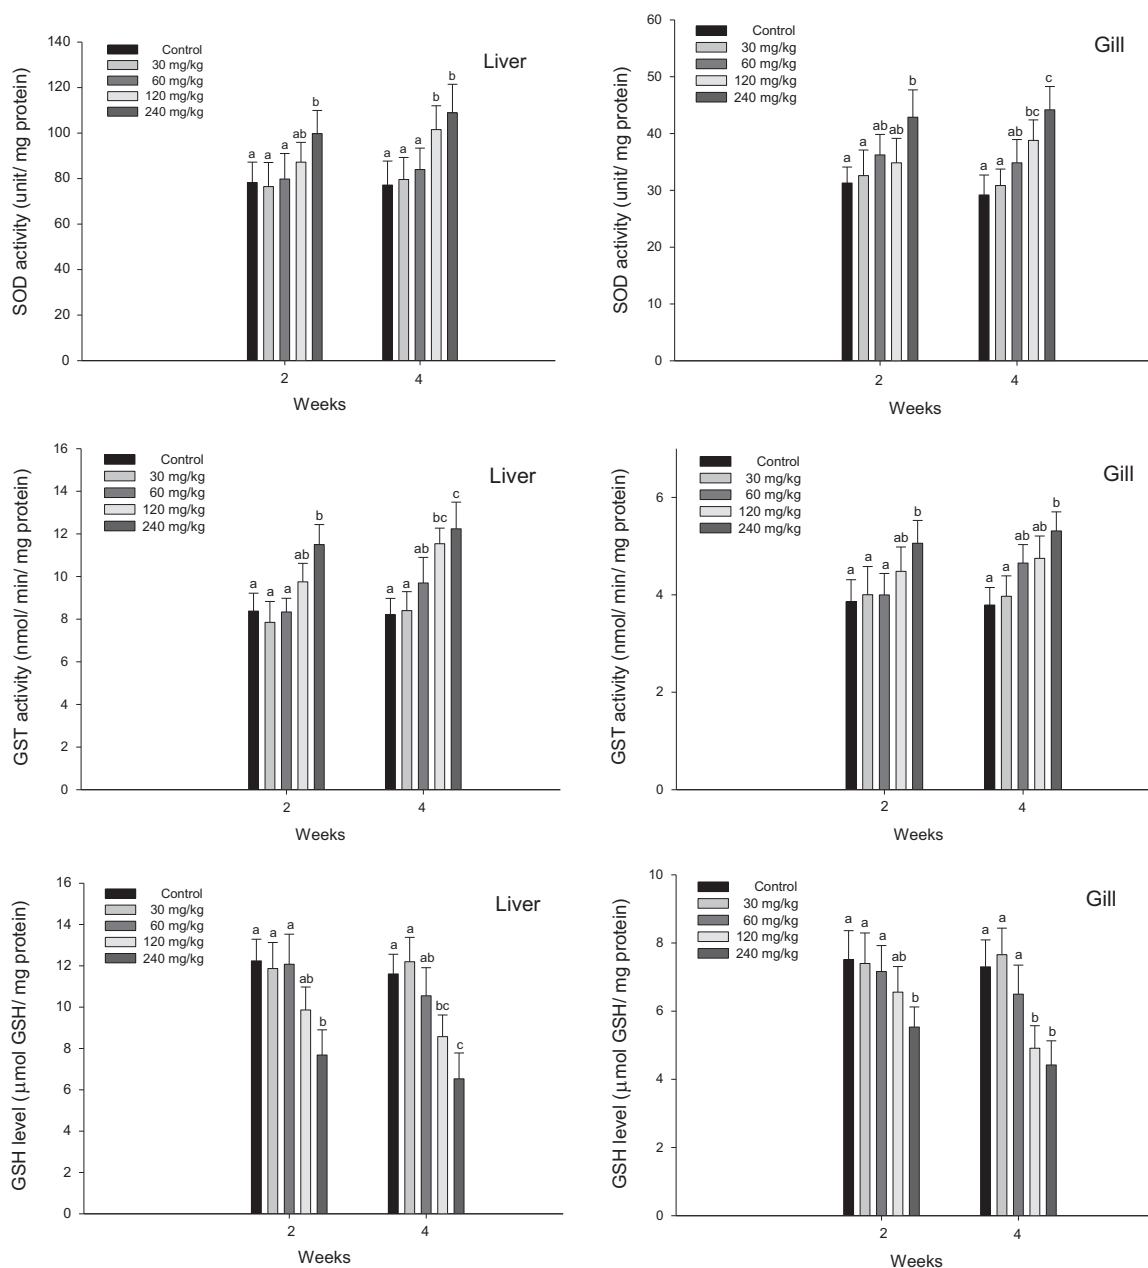 Liver
Control
30 mg/kg
60 mg/kg
120 mg/kg
240 mg/kg
SOD activity (unit/ mg protein)
140
120
100
80
60
40
20
0
a a a ab b
a a a b b
2 4
Weeks
Gill
Control
30 mg/kg
60 mg/kg
120 mg/kg
240 mg/kg
SOD activity (unit/ mg protein)
60
50
40
30
20
10
0
a a ab ab b
a a ab bc c
2 4
Weeks
Liver
Control
30 mg/kg
60 mg/kg
120 mg/kg
240 mg/kg
GST activity (nmol/ min/ mg protein)
16
14
12
10
8
6
4
2
0
a a a ab b
a a ab bc c
2 4
Weeks
Gill
Control
30 mg/kg
60 mg/kg
120 mg/kg
240 mg/kg
GST activity (nmol/ min/ mg protein)
6
4
2
0
a a a ab b
a a ab ab b
2 4
Weeks
Liver
Control
30 mg/kg
60 mg/kg
120 mg/kg
240 mg/kg
GSH level (μmol GSH/ mg protein)
16
14
12
10
8
6
4
2
0
a a a ab b
a a ab bc c
2 4
Weeks
Gill
Control
30 mg/kg
60 mg/kg
120 mg/kg
240 mg/kg
GSH level (μmol GSH/ mg protein)
10
8
6
4
2
0
a a a ab b
a a a b b
2 4
Weeks